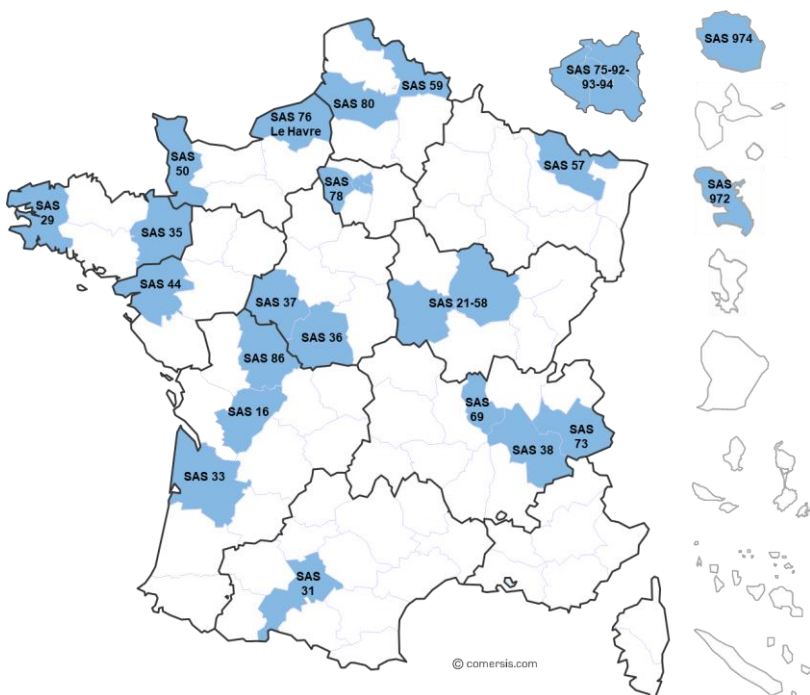 SAS 974
SAS 75-92-
93-94
SAS 59
SAS 80
SAS 76
Le Havre
SAS 57
SAS
50
SAS
78
SAS
972
SAS
29
SAS 35
SAS 44
SAS 37
SAS 21-58
SAS 36
SAS 86
SAS 16
SAS
69
SAS
73
SAS 38
SAS 33
SAS
31
© comersis.com